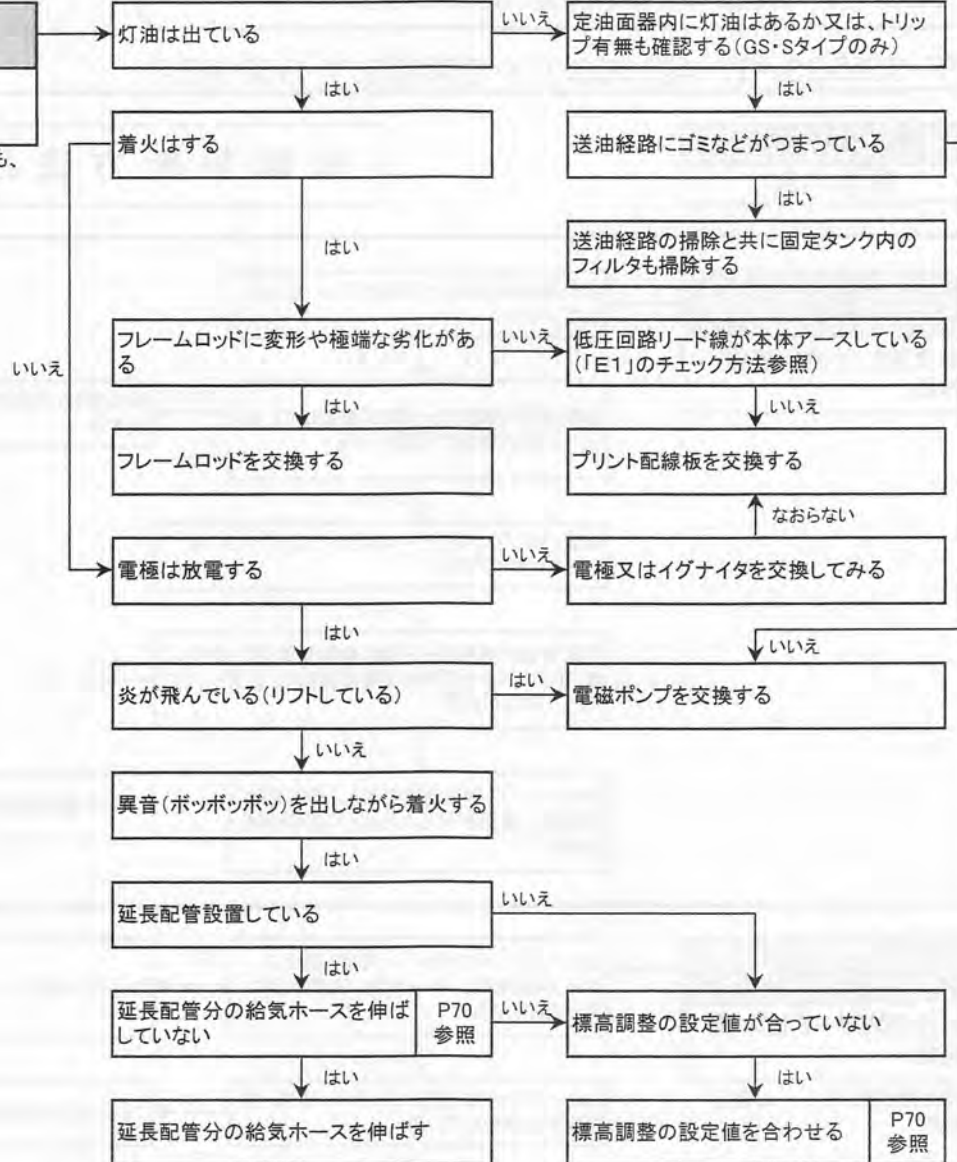 灯油は出ている
いいえ
定油面器内に灯油はあるか又は、トリッ
プ有無も確認する(GS・Sタイプのみ)
はい
はい
も、
着火はする
送油経路にゴミなどがつまっている
はい
はい
送油経路の掃除と共に固定タンク内の
フィルタも掃除する
いいえ
フレームロッドに変形や極端な劣化があ
る
いいえ
低圧回路リード線が本体アースしている
(「E1」のチェック方法参照)
はい
いいえ
フレームロッドを交換する
プリント配線板を交換する
なおらない
電極は放電する
いいえ
電極又はイグナイタを交換してみる
はい
いいえ
炎が飛んでいる(リフトしている)
はい
電磁ポンプを交換する
いいえ
異音(ボッボッボッ)を出しながら着火する
はい
延長配管設置している
いいえ
はい
延長配管分の給気ホースを伸ば
していない
P70
参照
いいえ
標高調整の設定値が合っていない
はい
はい
延長配管分の給気ホースを伸ばす
標高調整の設定値を合わせる
P70
参照